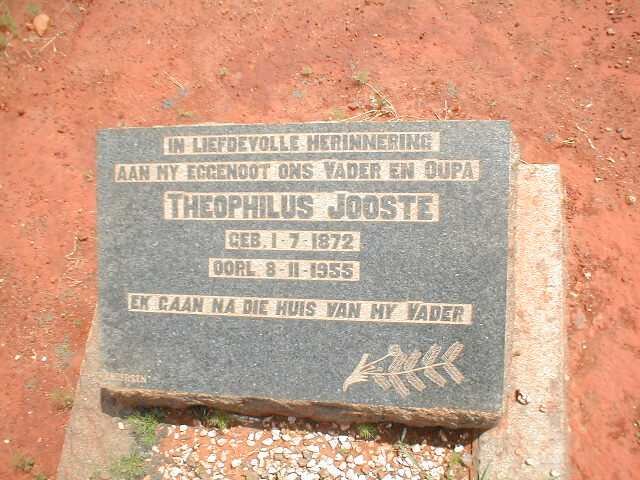 IN LIEFDEVOLLE HERINNERING
AAN MY EGGENOOT ONS VADER EN OUPA
THEOPHILUS JOOSTE
GEB. 1-7-1872
OORL 8-11-1955
EK GAAN NA DIE HUIS VAN MY VADER